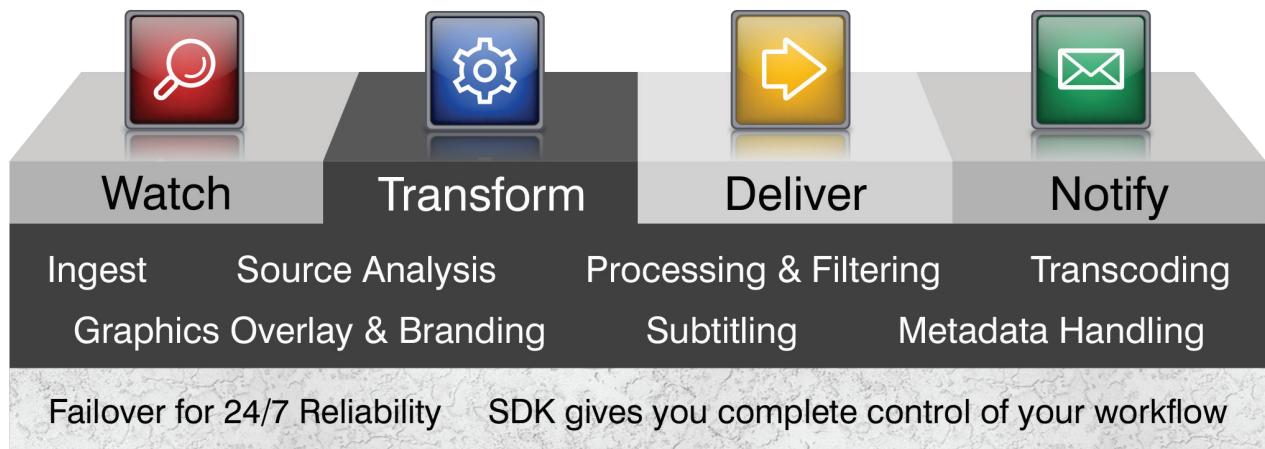 Watch Transform Deliver Notify
Ingest Source Analysis Processing & Filtering Transcoding
Graphics Overlay & Branding Subtitling Metadata Handling
Failover for 24/7 Reliability SDK gives you complete control of your workflow